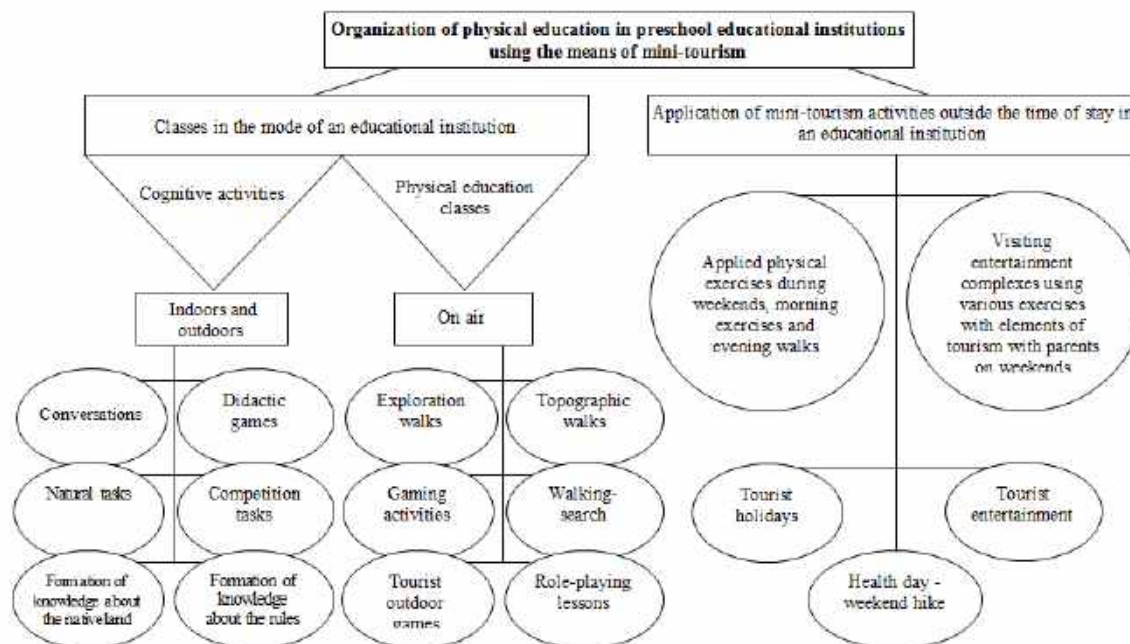 Organization of physical education in preschool educational institutions
using the means of mini-tourism
Classes in the mode of an educational institution
Application of mini-tourism activities outside the time of stay in
an educational institution
Cognitive activities
Physical education
classes
Indoors and
outdoors
On air
Conversations
Didactic
games
Natural tasks
Competition
tasks
Formation of
knowledge about
the native land
Formation of
knowledge
about the rules
Exploration
walks
Topographic
walks
Gaming
activities
Walking-
search
Tourist
outdoor
games
Role-playing
lessons
Applied physical
exercises during
weekends, morning
exercises and
evening walks
Visiting
entertainment
complexes using
various exercises
with elements of
tourism with parents
on weekends
Tourist
holidays
Tourist
entertainment
Health day -
weekend hike